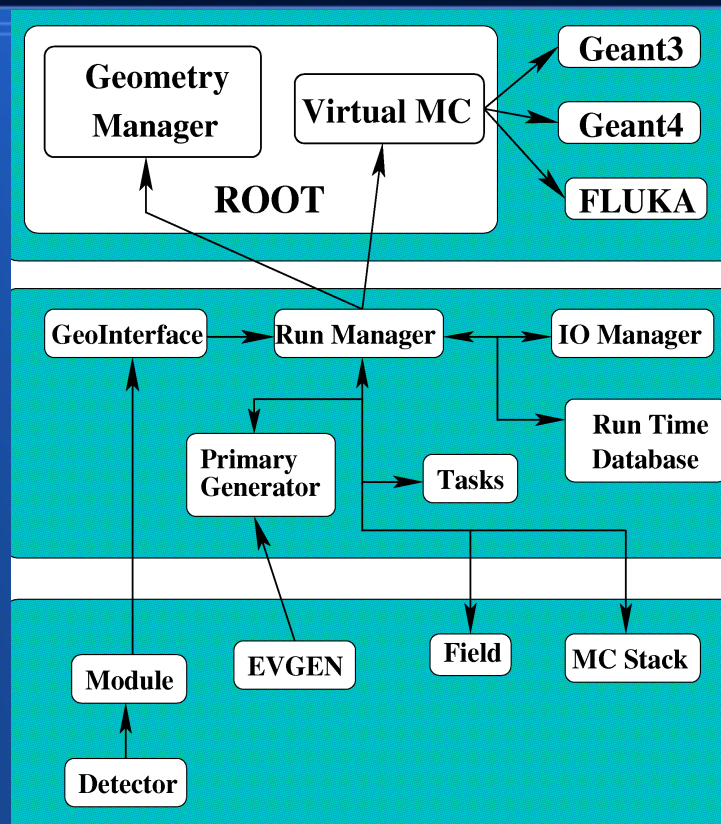 Geometry
Manager
Virtual MC
ROOT
Geant3
Geant4
FLUKA
GeoInterface
Run Manager
IO Manager
Run Time
Database
Primary
Generator
Tasks
Module
EVGEN
Field
MC Stack
Detector